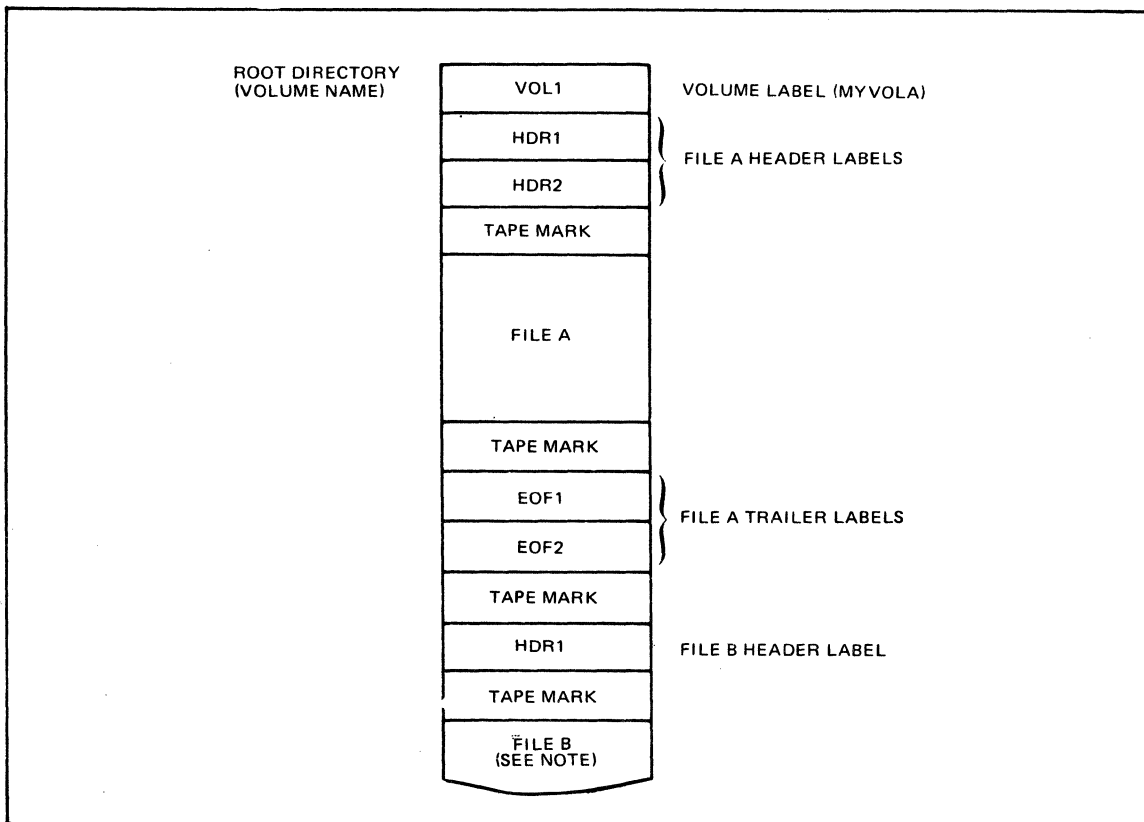 ROOT DIRECTORY
(VOLUME NAME)
VOL1
VOLUME LABEL (MYVOLA)
HDR1
FILE A HEADER LABELS
HDR2
TAPE MARK
FILE A
TAPE MARK
EOF1
FILE A TRAILER LABELS
EOF2
TAPE MARK
HDR1
FILE B HEADER LABEL
TAPE MARK
FILE B
(SEE NOTE)